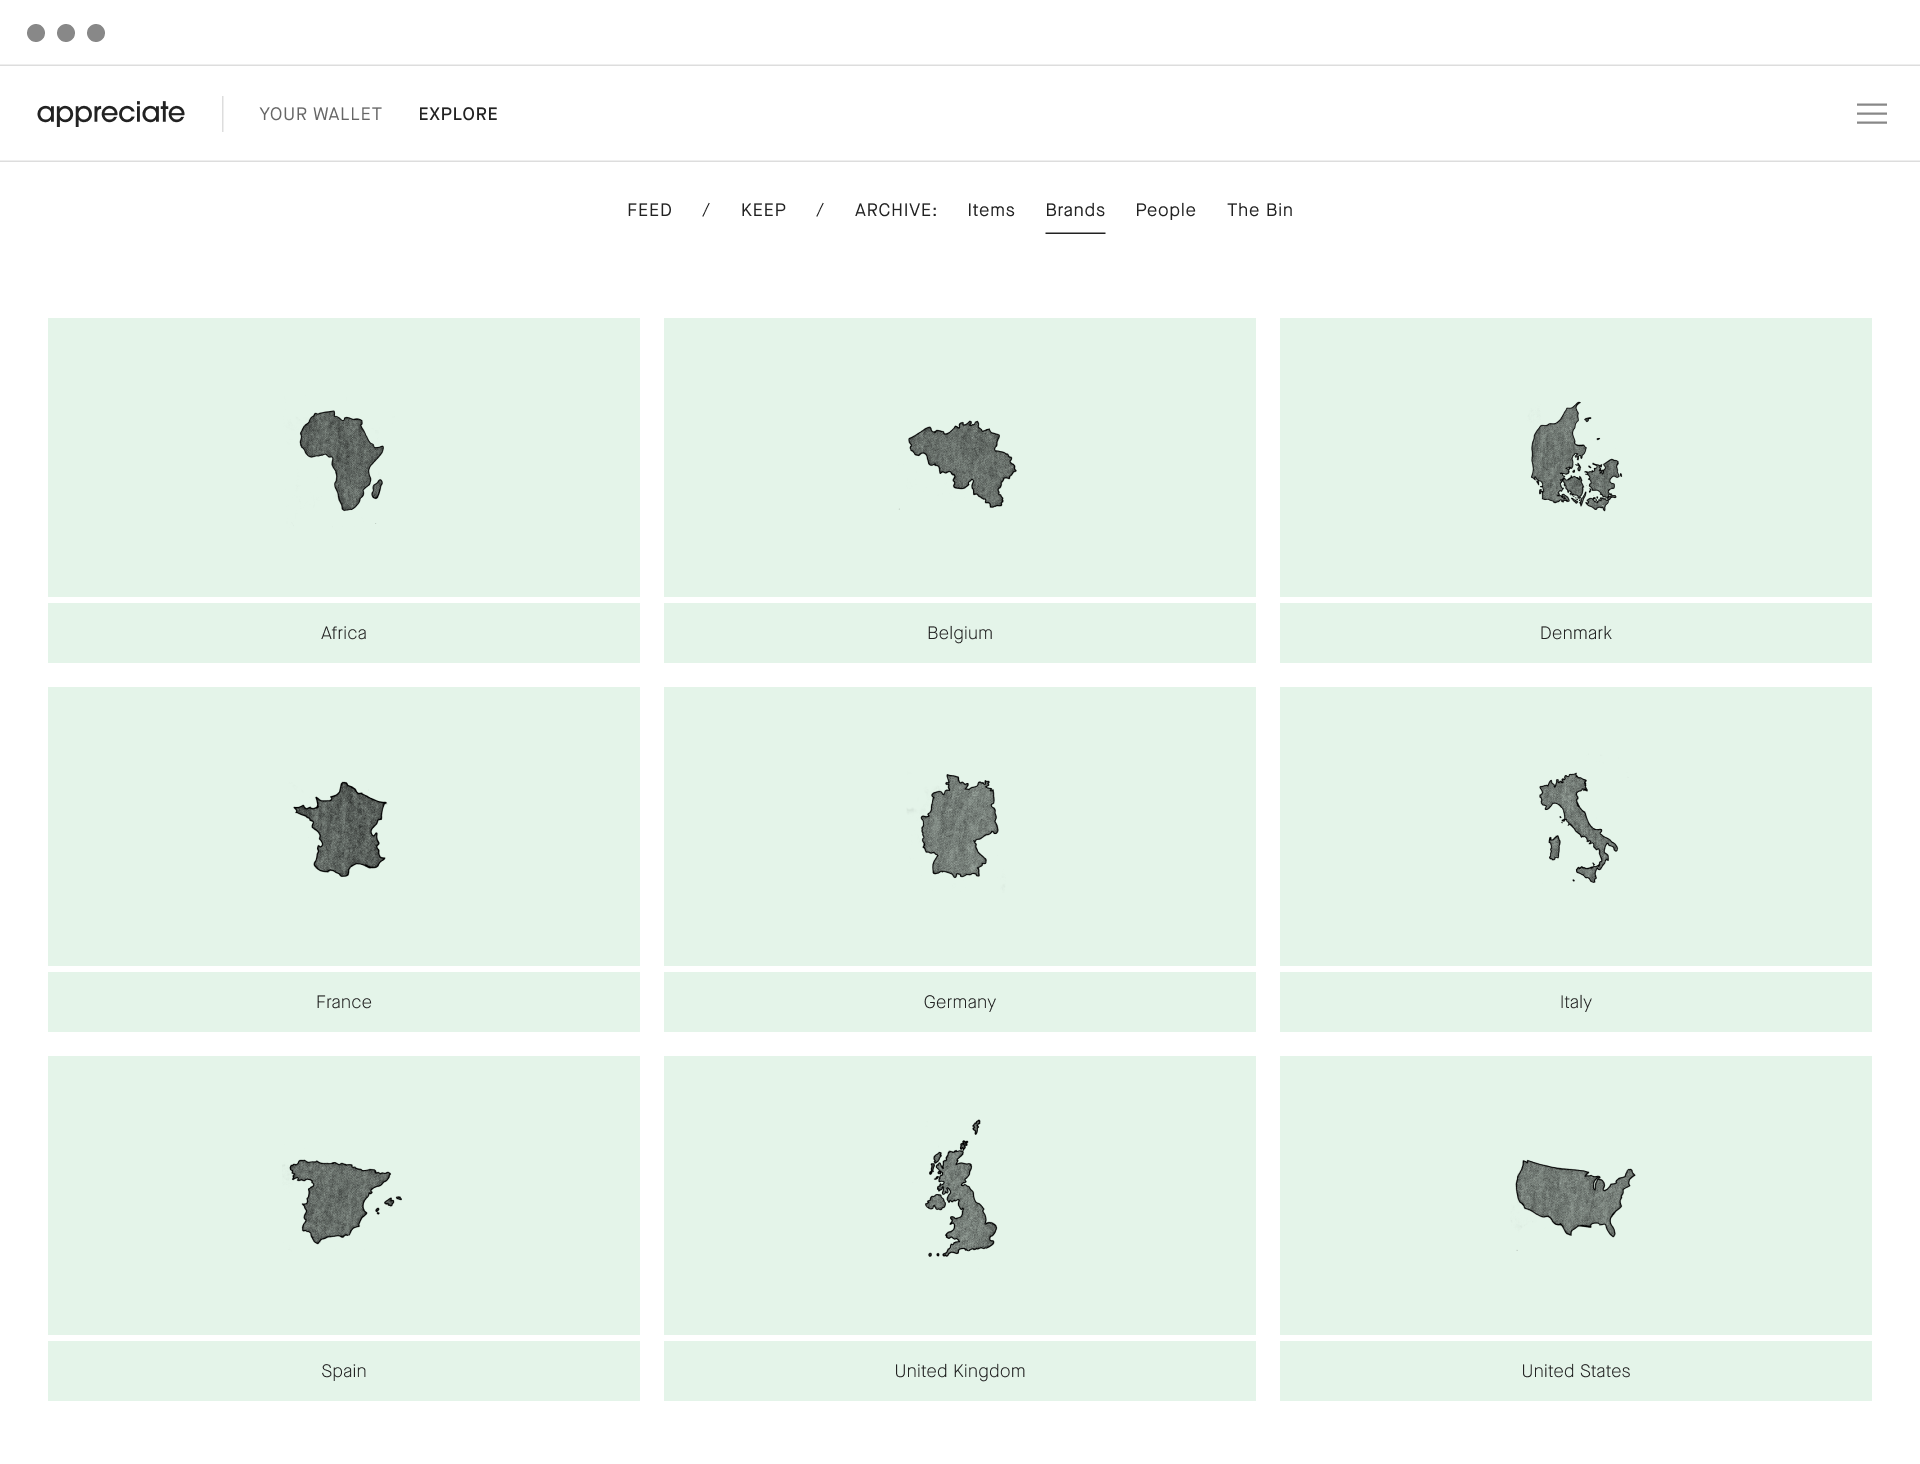 appreciate
YOUR WALLET EXPLORE
FEED / KEEP / ARCHIVE: Items Brands People The Bin
Africa
Belgium
Denmark
France
Germany
Italy
Spain
United Kingdom
United States